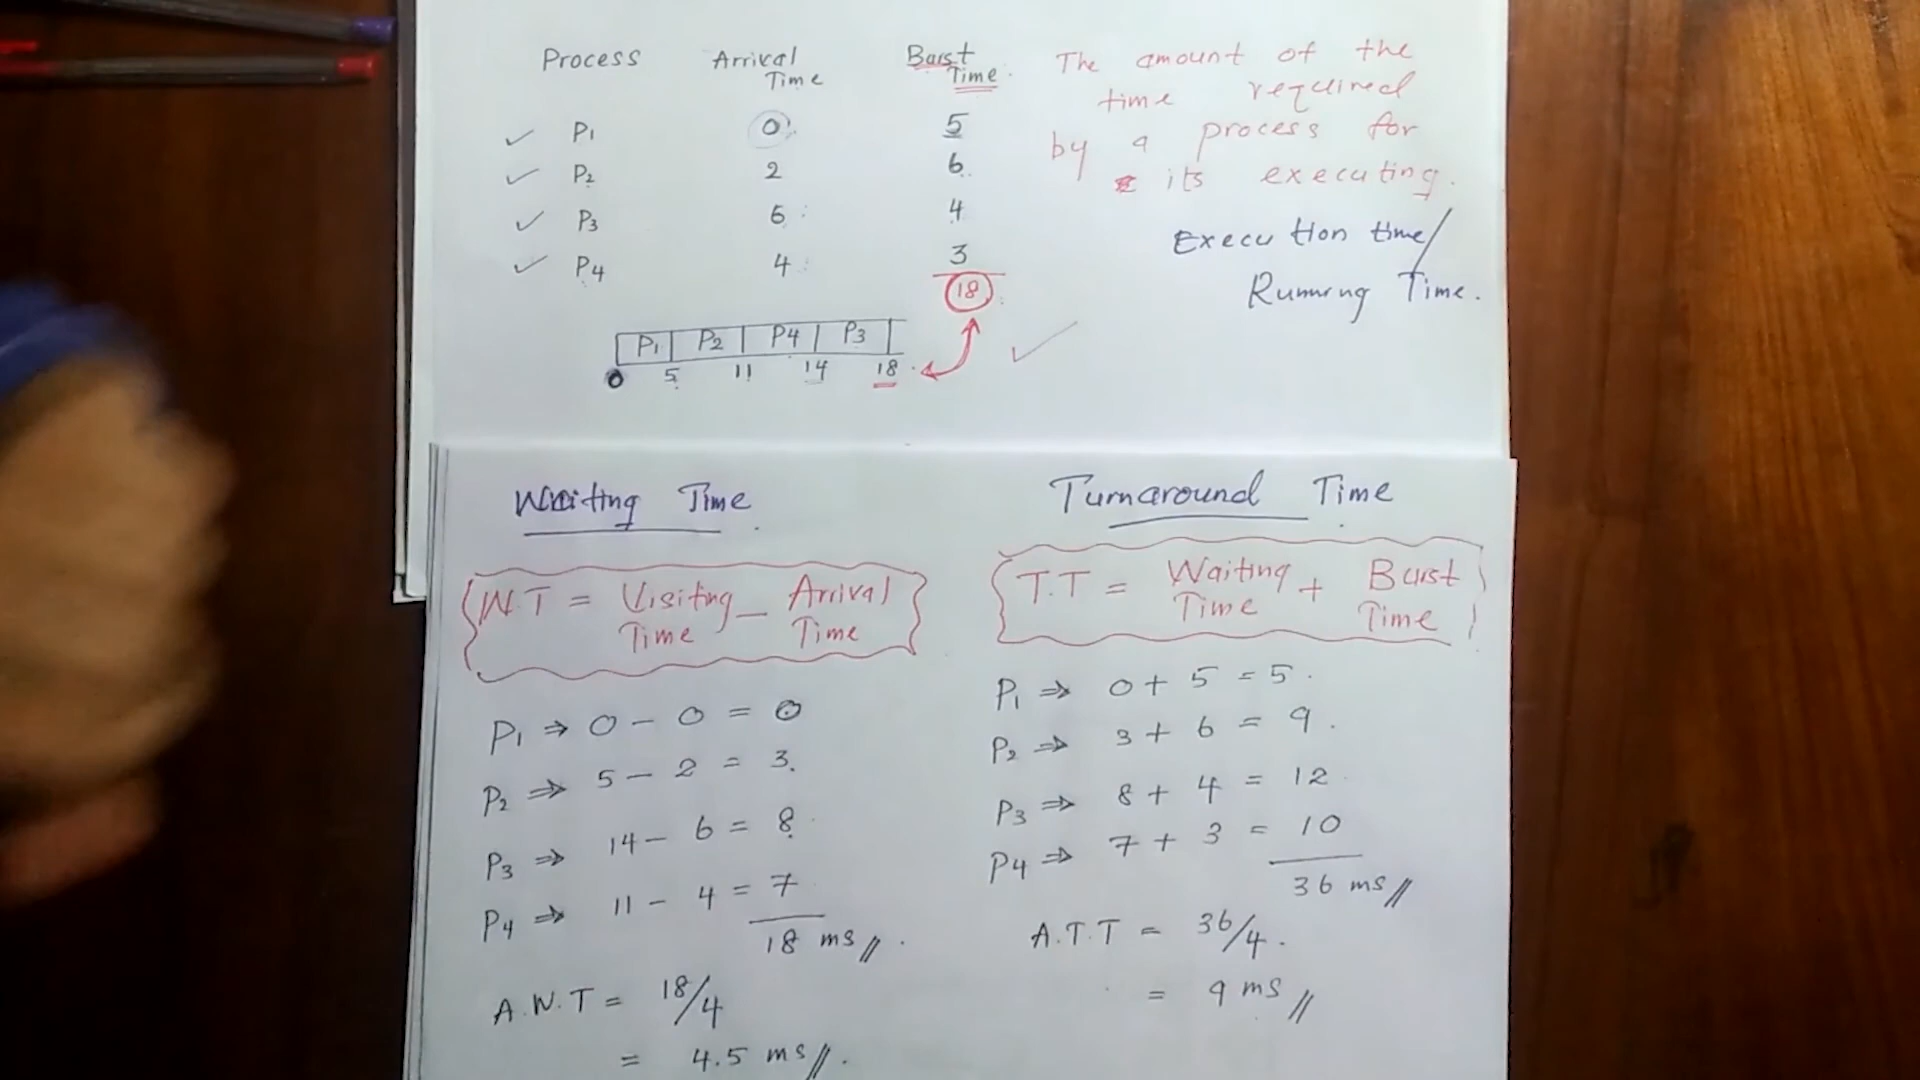 Process Arrival Time Burst Time.
P1 0 5
P2 2 6
P3 6 4
P4 4 3
18
The amount of the
time required
by a process for
its executing.
Execution time/
Running Time.
P1 P2 P4 P3
0 5 11 14 18
Waiting Time
W.T = Visiting Time - Arrival Time
P1 ⇒ 0 - 0 = 0
P2 ⇒ 5 - 2 = 3
P3 ⇒ 14 - 6 = 8
P4 ⇒ 11 - 4 = 7
18 ms //.
A.W.T = 18/4
= 4.5 ms //.
Turnaround Time
T.T = Waiting Time + Burst Time
P1 ⇒ 0 + 5 = 5.
P2 ⇒ 3 + 6 = 9.
P3 ⇒ 8 + 4 = 12
P4 ⇒ 7 + 3 = 10
36 ms //
A.T.T = 36/4.
= 9 ms //